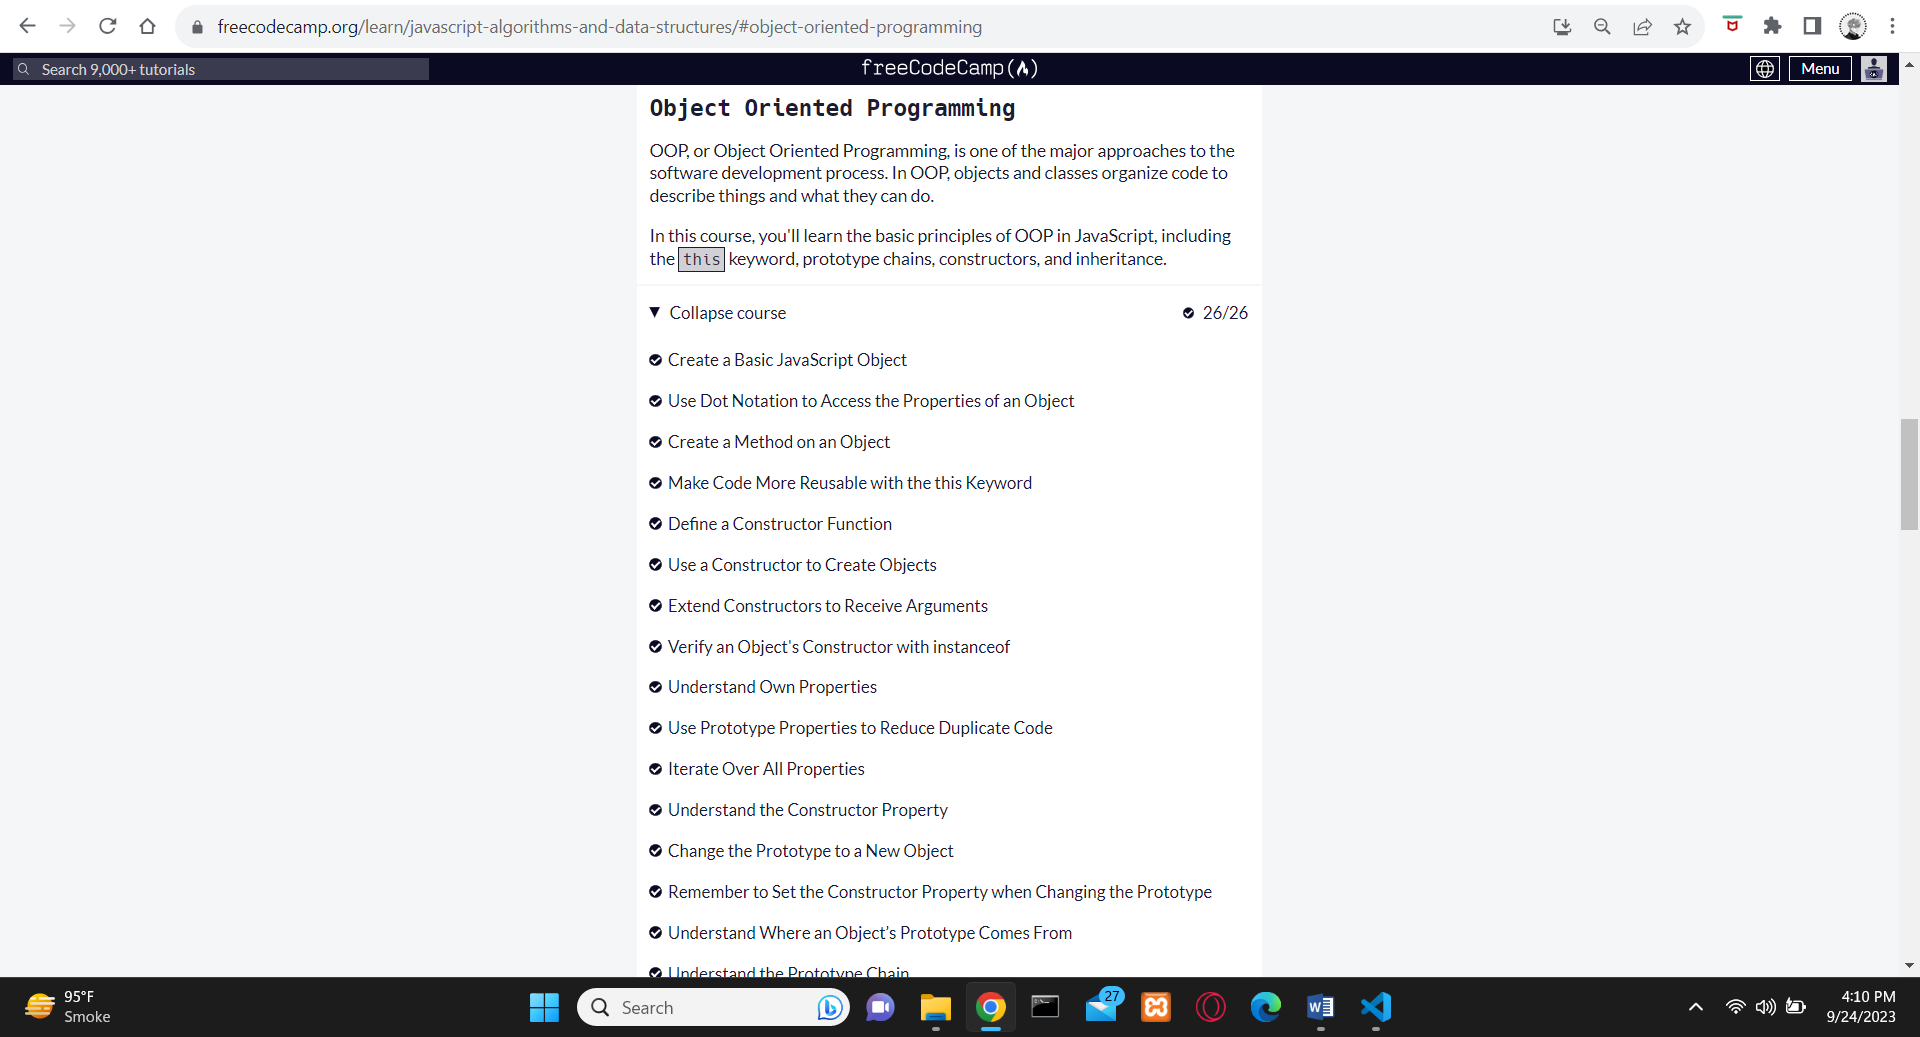 freecodecamp.org/learn/javascript-algorithms-and-data-structures/#object-oriented-programming
Search 9,000+ tutorials
freeCodeCamp
Menu
Object Oriented Programming
OOP, or Object Oriented Programming, is one of the major approaches to the
software development process. In OOP, objects and classes organize code to
describe things and what they can do.
In this course, you'll learn the basic principles of OOP in JavaScript, including
the this keyword, prototype chains, constructors, and inheritance.
Collapse course 26/26
Create a Basic JavaScript Object
Use Dot Notation to Access the Properties of an Object
Create a Method on an Object
Make Code More Reusable with the this Keyword
Define a Constructor Function
Use a Constructor to Create Objects
Extend Constructors to Receive Arguments
Verify an Object's Constructor with instanceof
Understand Own Properties
Use Prototype Properties to Reduce Duplicate Code
Iterate Over All Properties
Understand the Constructor Property
Change the Prototype to a New Object
Remember to Set the Constructor Property when Changing the Prototype
Understand Where an Object’s Prototype Comes From
Understand the Prototype Chain
95°F
Smoke
Search
27
4:10 PM
9/24/2023